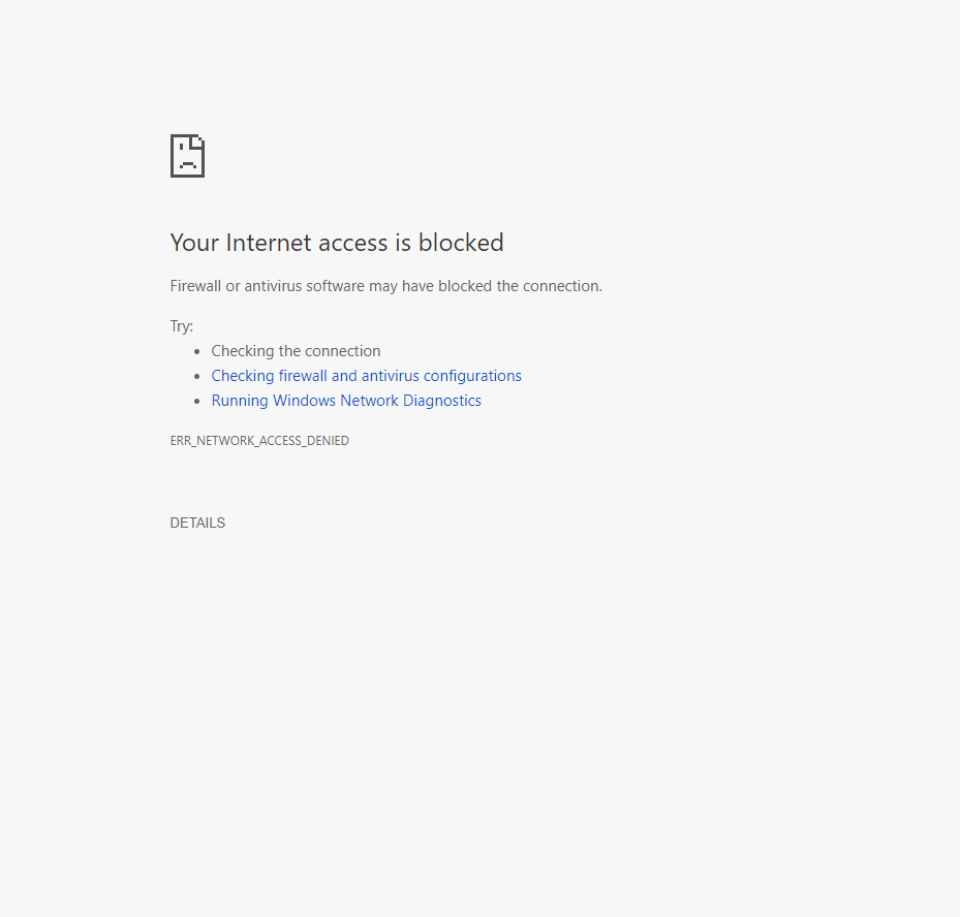 Your Internet access is blocked
Firewall or antivirus software may have blocked the connection.
Try:
• Checking the connection
• Checking firewall and antivirus configurations
• Running Windows Network Diagnostics
ERR_NETWORK_ACCESS_DENIED
DETAILS